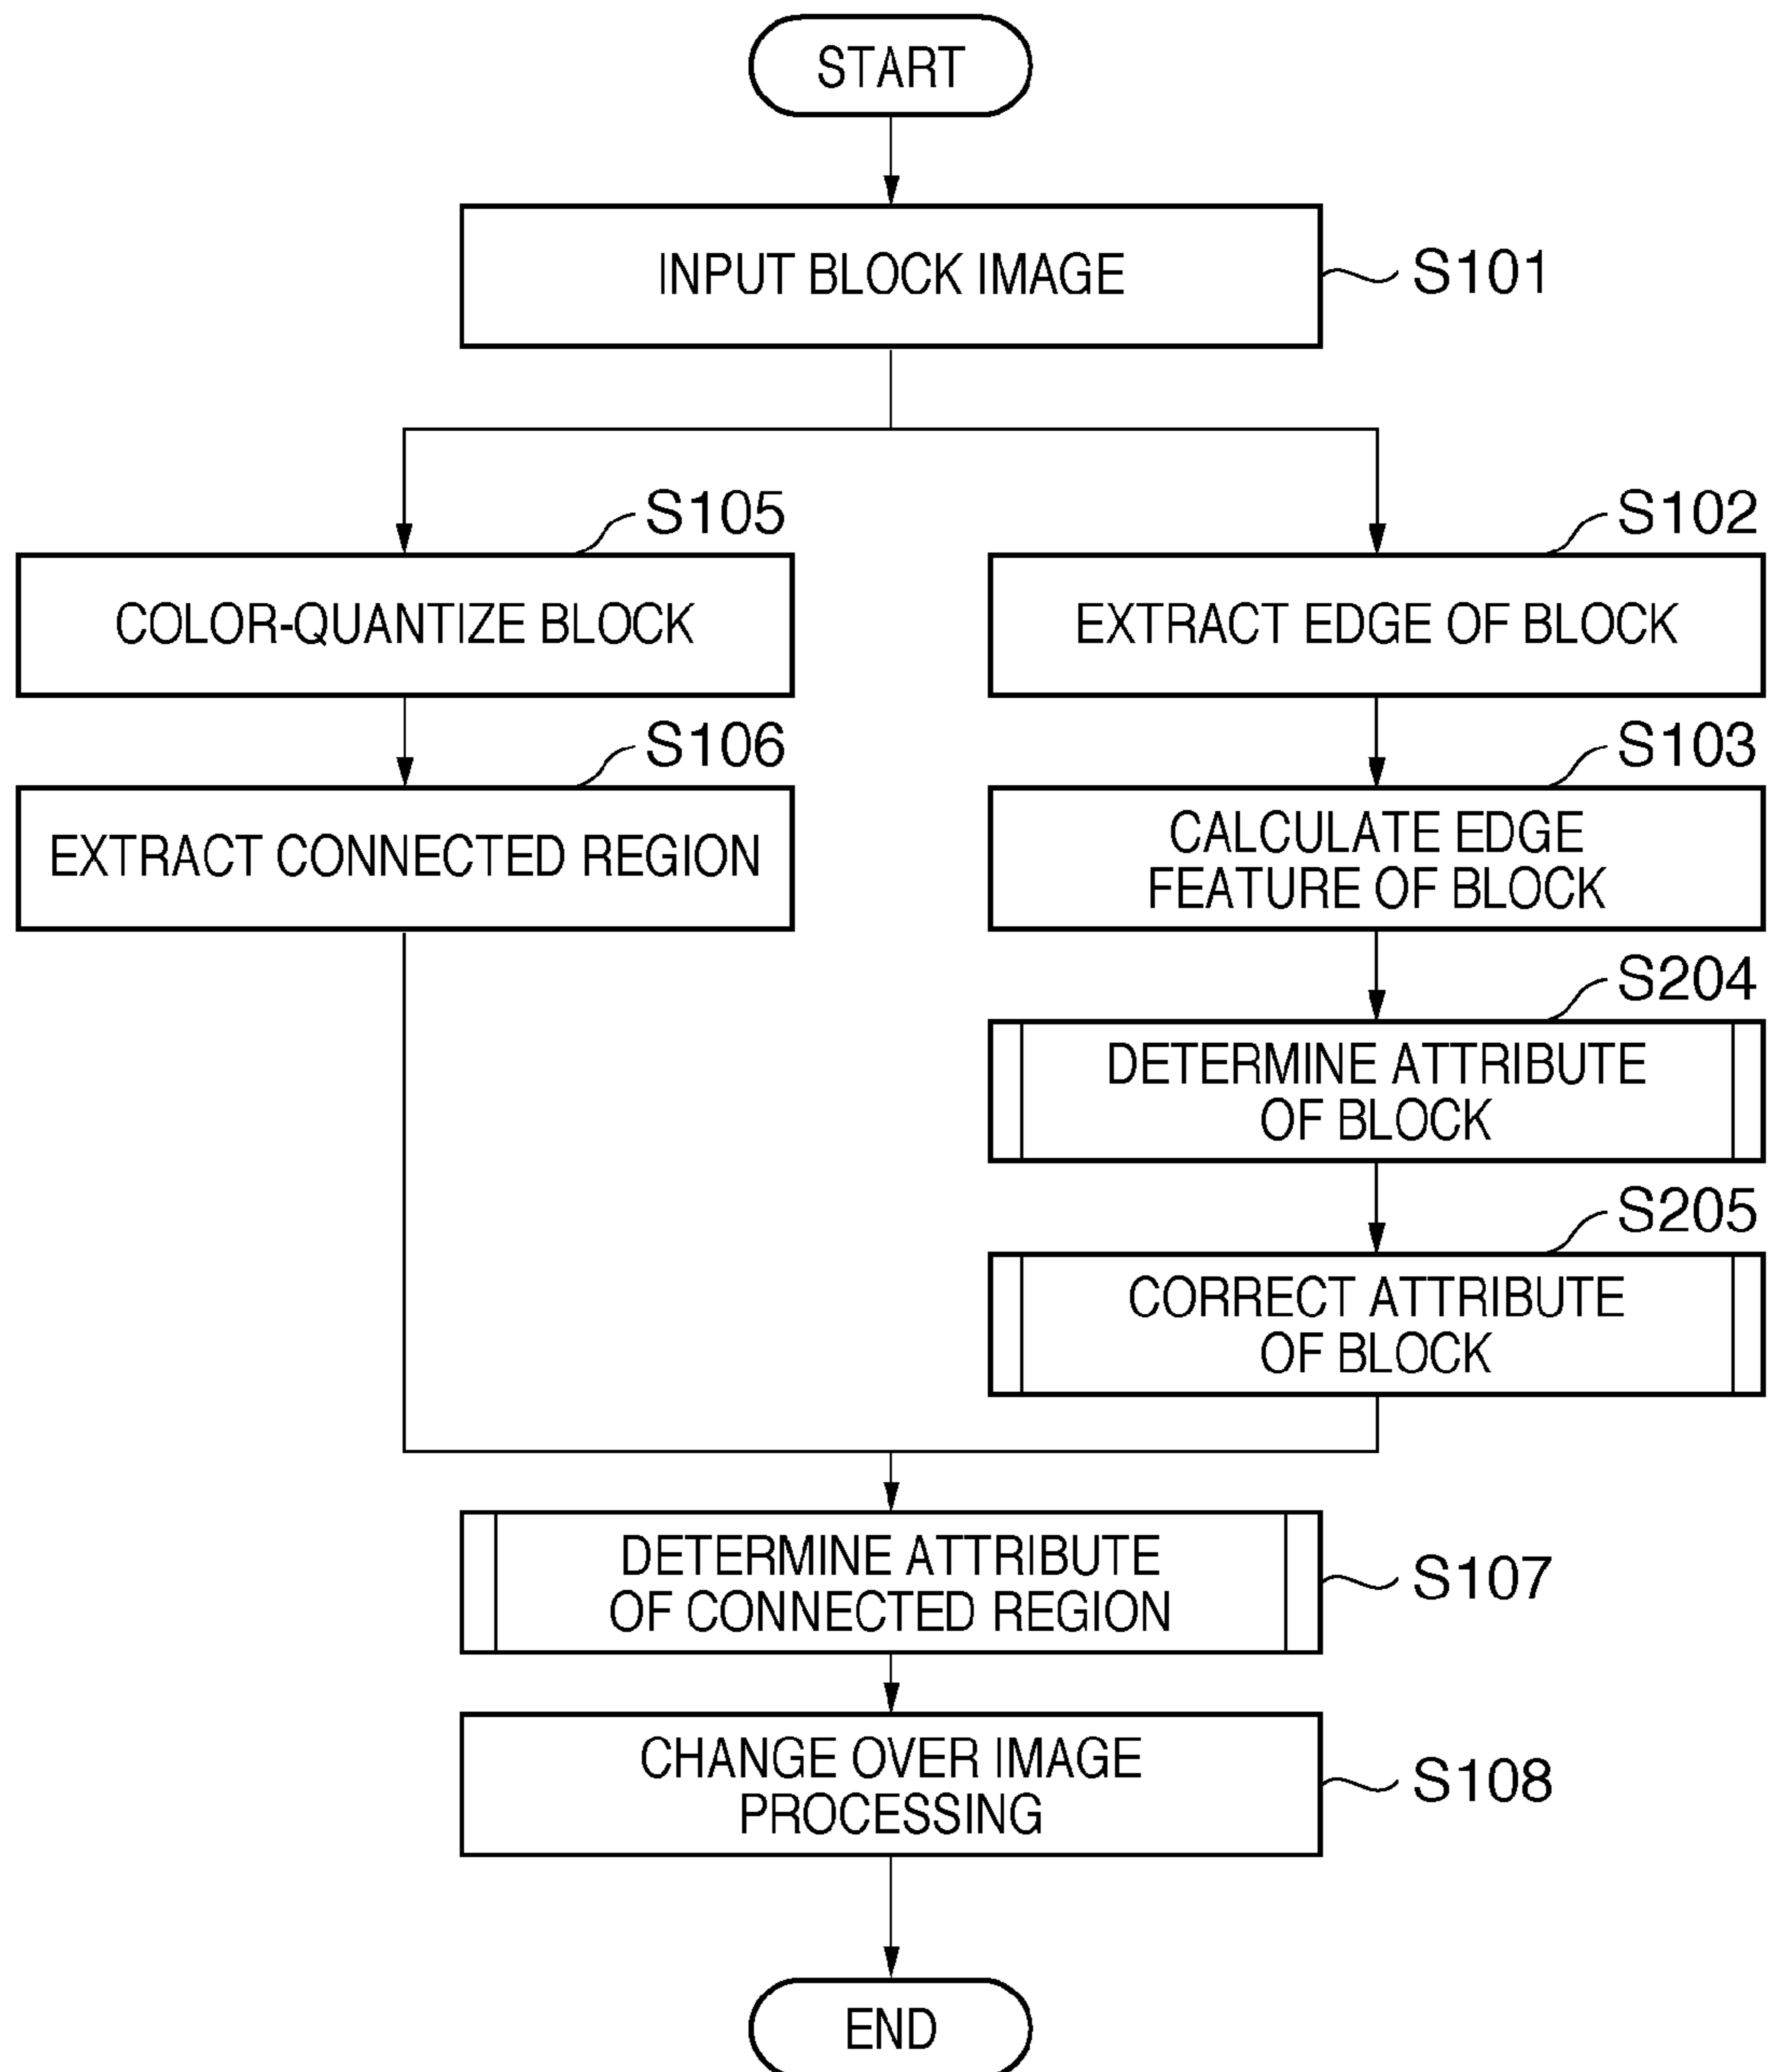 START
INPUT BLOCK IMAGE
S101
S105
COLOR-QUANTIZE BLOCK
S106
EXTRACT CONNECTED REGION
S102
EXTRACT EDGE OF BLOCK
S103
CALCULATE EDGE
FEATURE OF BLOCK
S204
DETERMINE ATTRIBUTE
OF BLOCK
S205
CORRECT ATTRIBUTE
OF BLOCK
DETERMINE ATTRIBUTE
OF CONNECTED REGION
S107
CHANGE OVER IMAGE
PROCESSING
S108
END